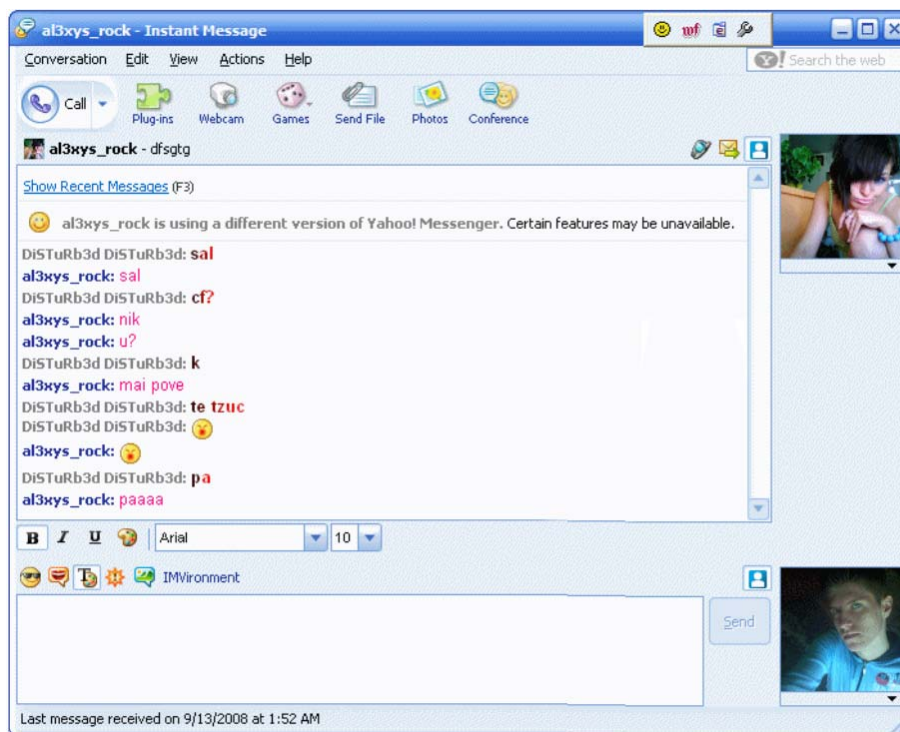 al3xys_rock - Instant Message
Conversation Edit View Actions Help
Search the web
Call
Plug-ins Webcam Games Send File Photos Conference
al3xys_rock - dfsgtg
Show Recent Messages (F3)
al3xys_rock is using a different version of Yahoo! Messenger. Certain features may be unavailable.
DiSTuRb3d DiSTuRb3d: sal
al3xys_rock: sal
DiSTuRb3d DiSTuRb3d: cf?
al3xys_rock: nik
al3xys_rock: u?
DiSTuRb3d DiSTuRb3d: k
al3xys_rock: mai pove
DiSTuRb3d DiSTuRb3d: te tzuc
DiSTuRb3d DiSTuRb3d:
al3xys_rock:
DiSTuRb3d DiSTuRb3d: pa
al3xys_rock: paaaa
B I U Arial 10
IMVironment
Send
Last message received on 9/13/2008 at 1:52 AM